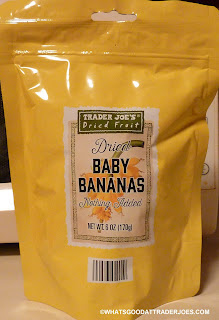 TRADER JOE'S
Dried Fruit
Dried
BABY
BANANAS
Nothing Added
NET WT. 6 OZ (170g)
©WHATSGOODATTRADERJOES.COM